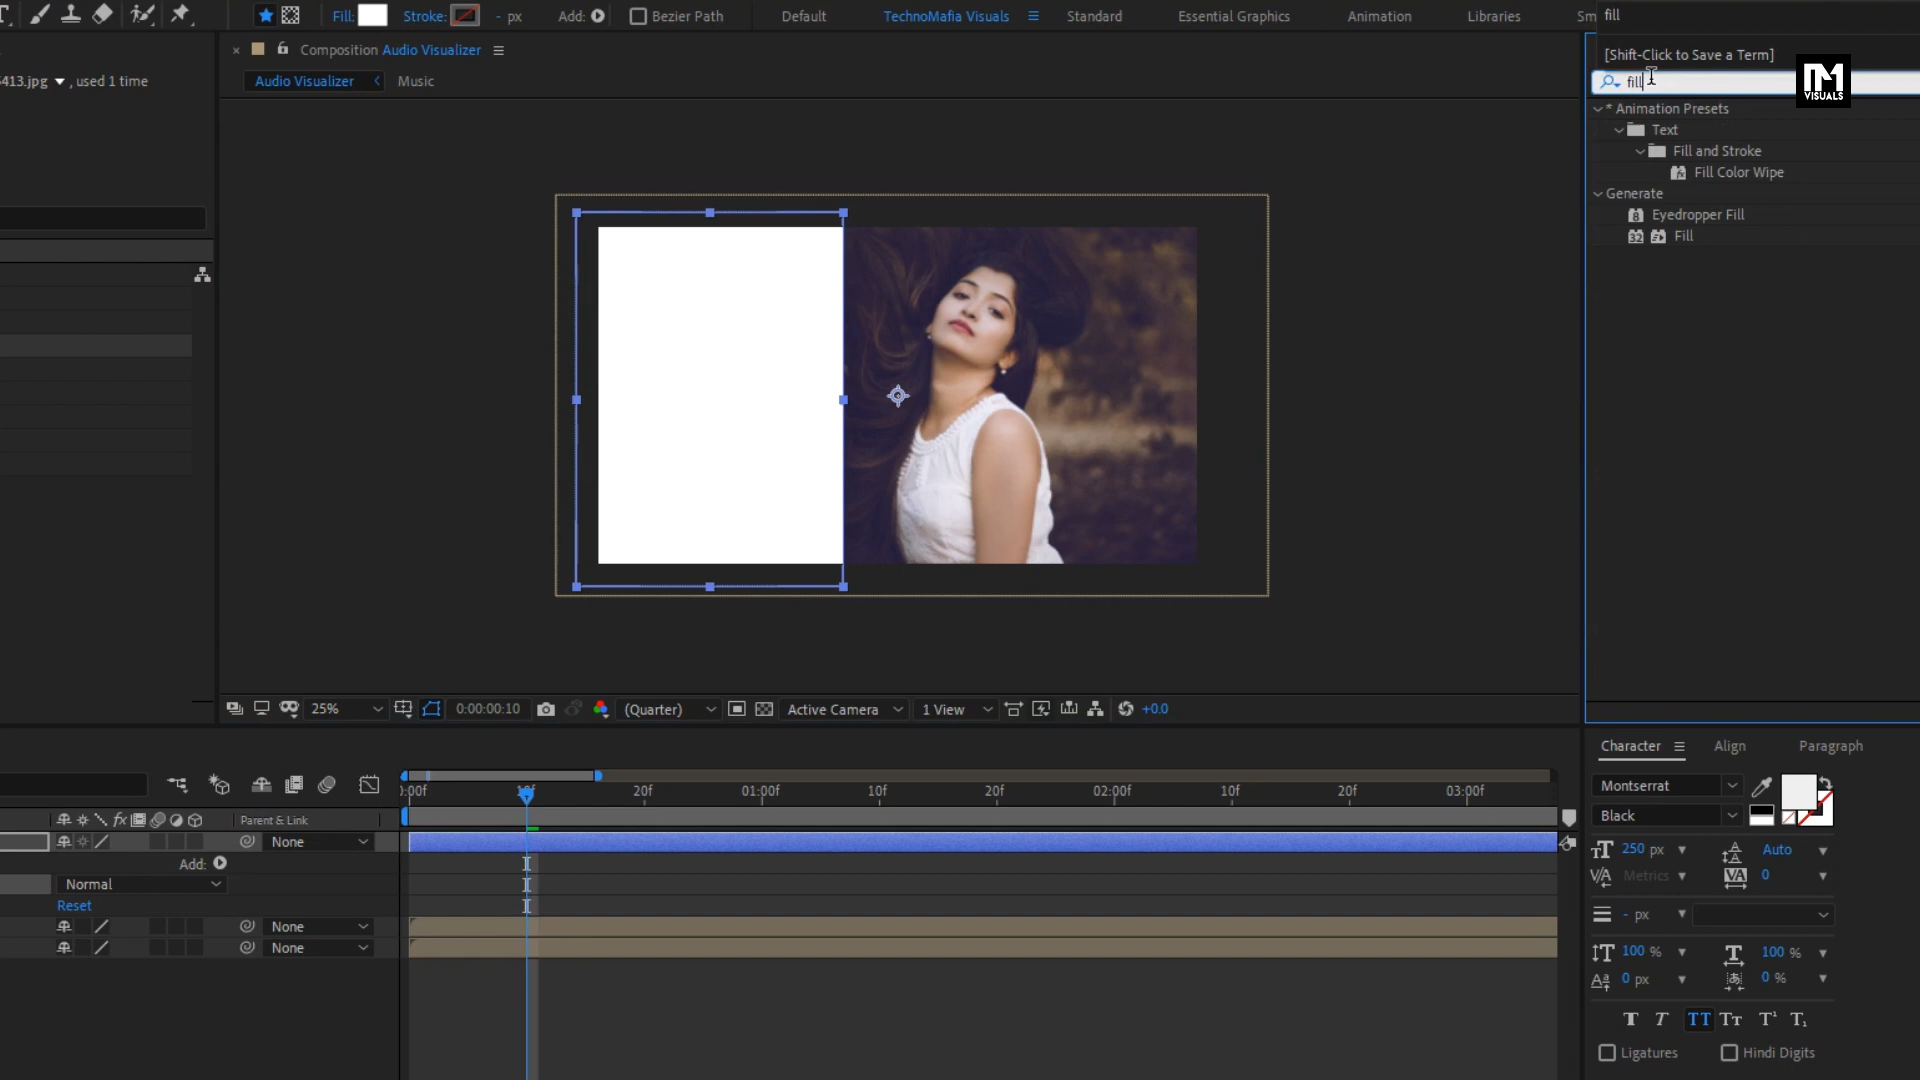 Fill:
Stroke:
- px
Add:
Bezier Path
Default
TechnoMafia Visuals
Standard
Essential Graphics
Animation
Libraries
Sm
fill
Composition Audio Visualizer
[Shift-Click to Save a Term]
5413.jpg , used 1 time
Audio Visualizer
Music
fill
VISUALS
* Animation Presets
Text
Fill and Stroke
Fill Color Wipe
Generate
Eyedropper Fill
Fill
25%
0:00:00:10
(Quarter)
Active Camera
1 View
+0.0
Character
Align
Paragraph
Montserrat
Black
250 px
Auto
Metrics
0
- px
100 %
100 %
0 px
0 %
Ligatures
Hindi Digits
:00f
10f
20f
01:00f
10f
20f
02:00f
10f
20f
03:00f
Parent & Link
None
Add:
Normal
Reset
None
None